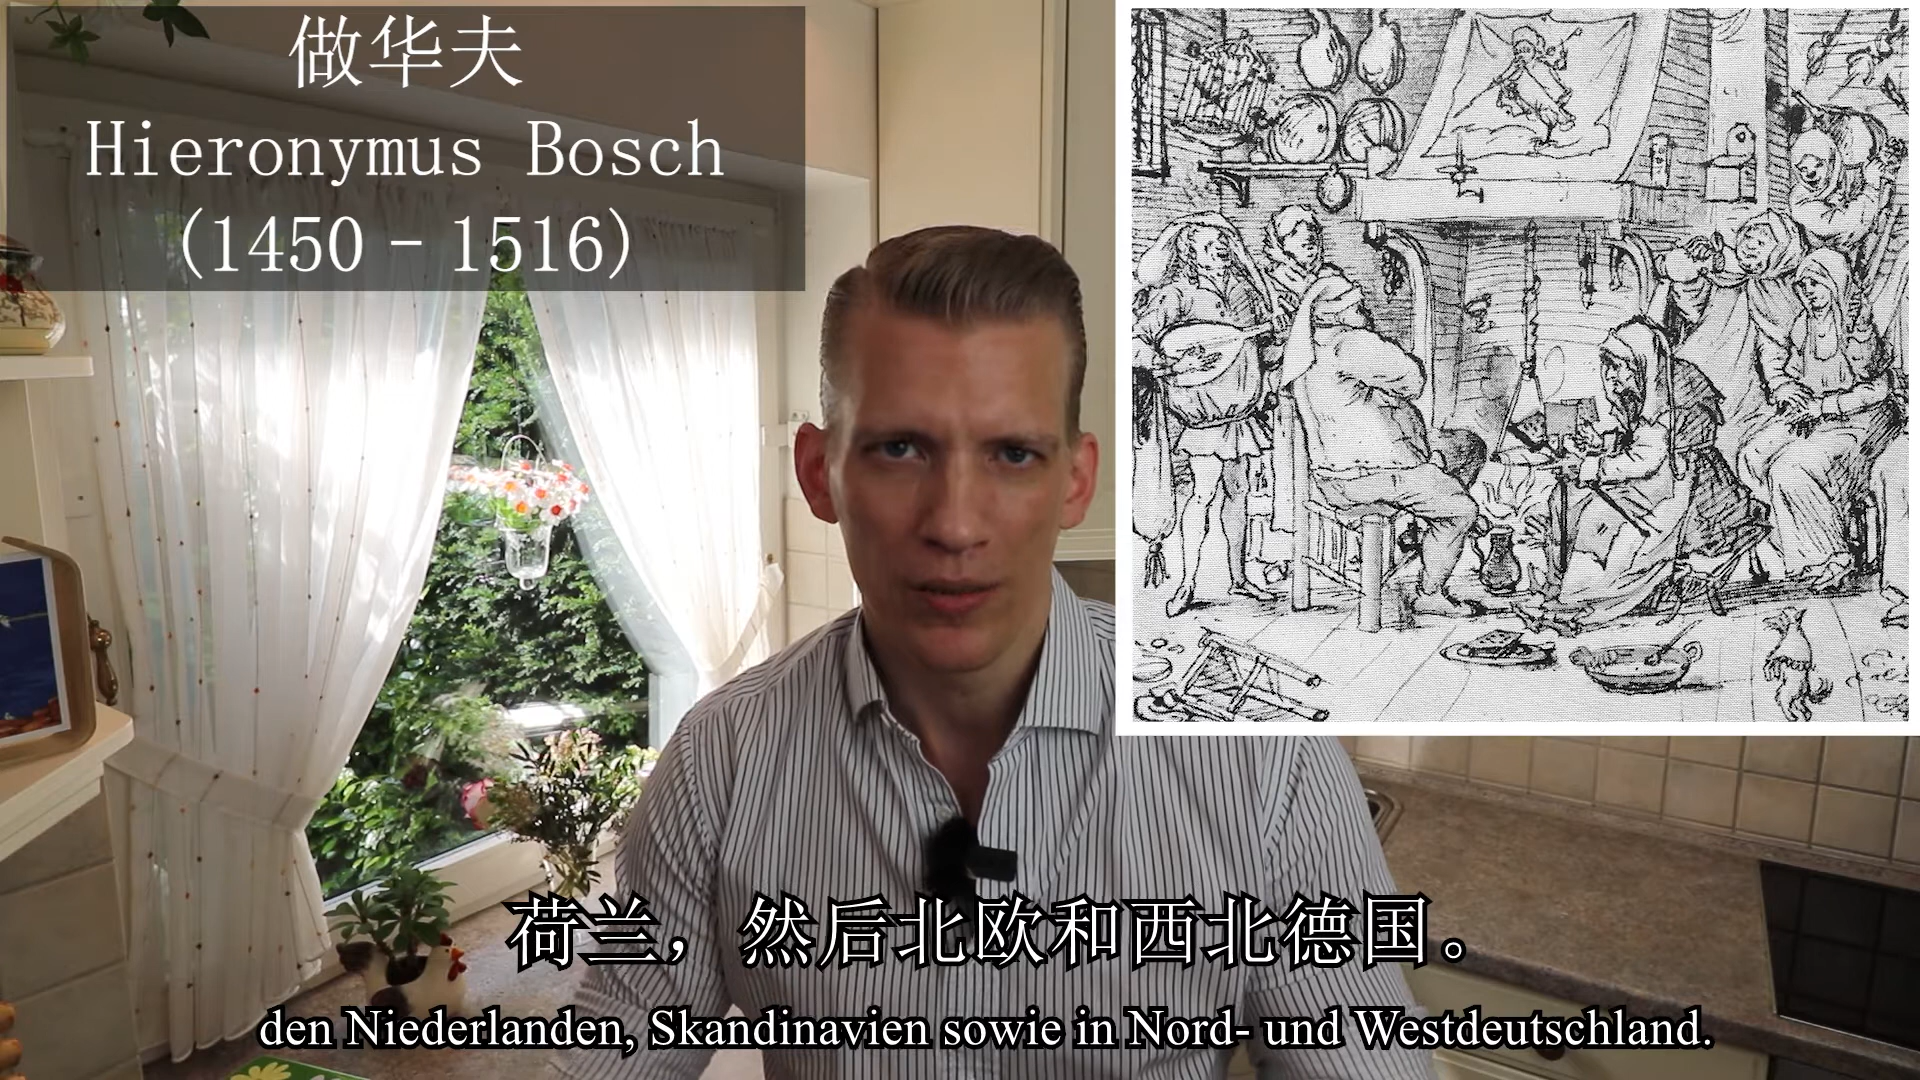 做华夫
Hieronymus Bosch
(1450 - 1516)
荷兰，然后北欧和西北德国。
den Niederlanden, Skandinavien sowie in Nord- und Westdeutschland.